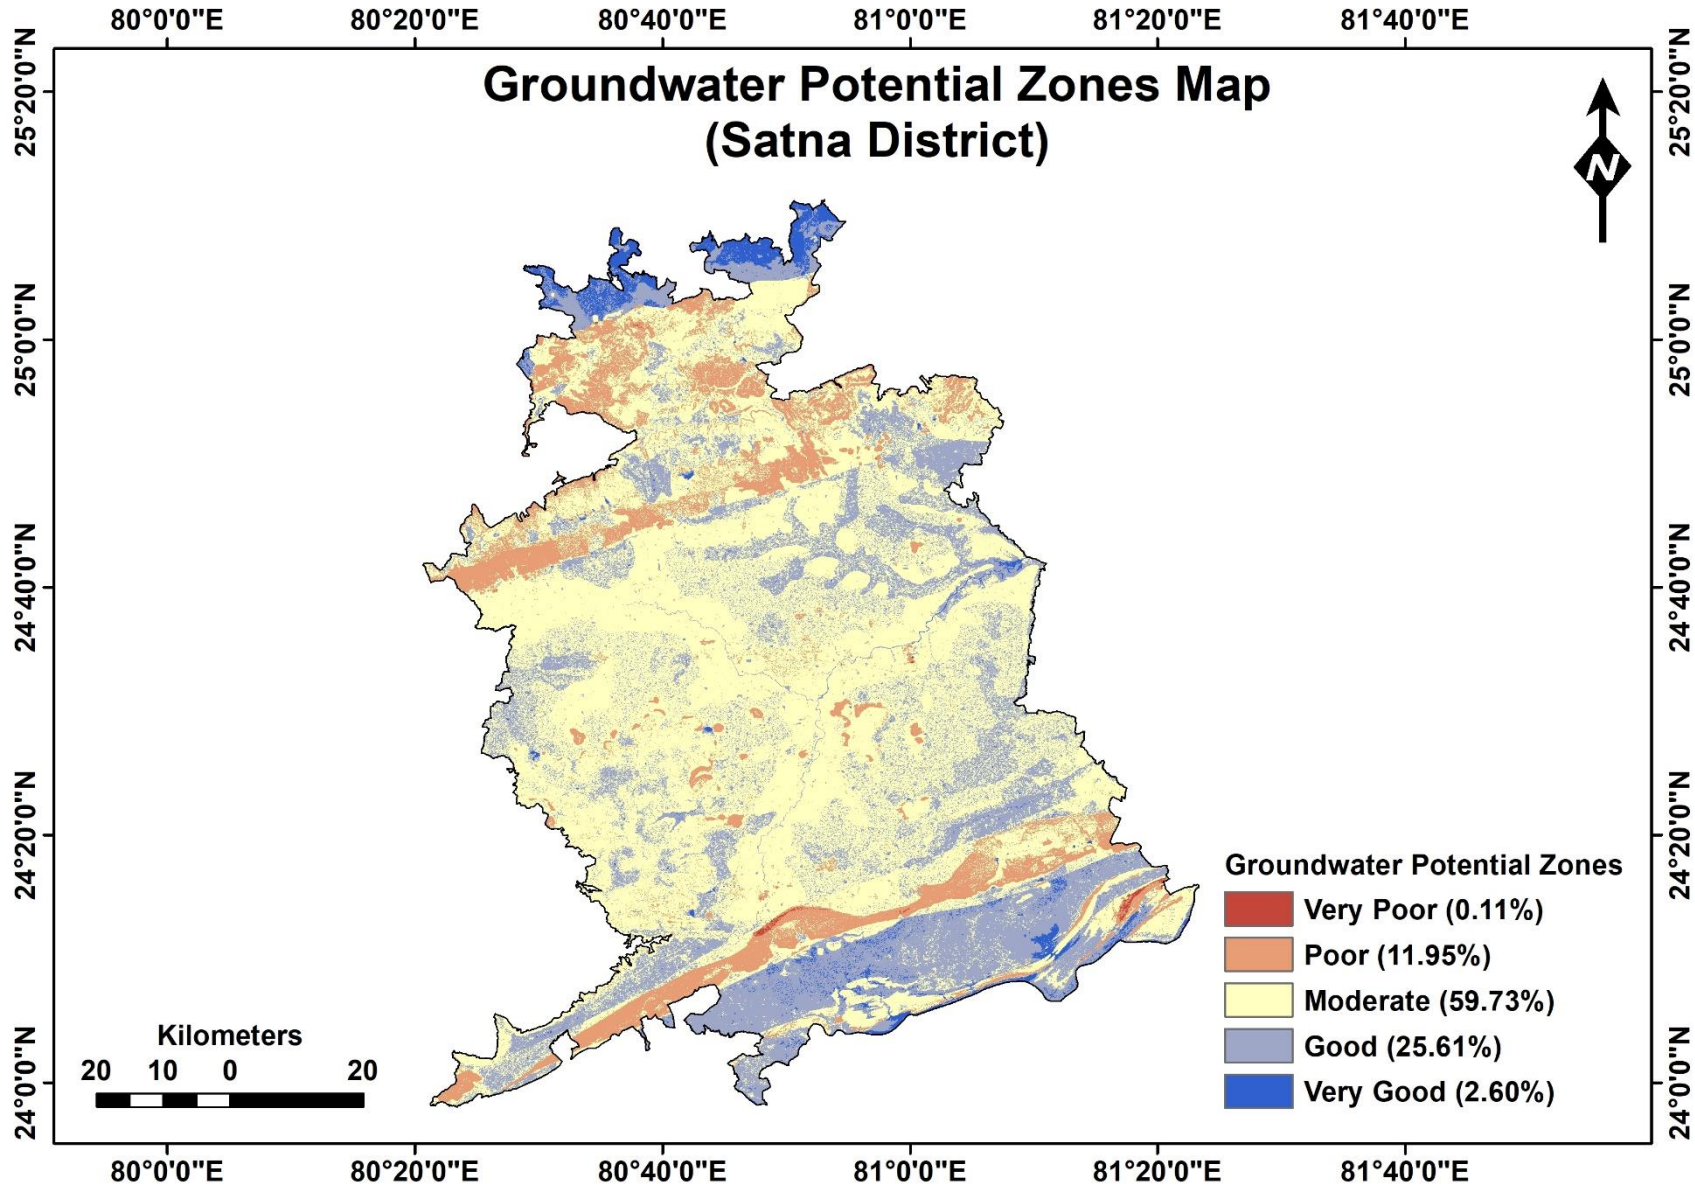 80°0'0"E 80°20'0"E 80°40'0"E 81°0'0"E 81°20'0"E 81°40'0"E
Groundwater Potential Zones Map
(Satna District)
N
25°20'0"N
25°0'0"N
24°40'0"N
24°20'0"N
24°0'0"N
25°20'0"N
25°0'0"N
24°40'0"N
24°20'0"N
24°0'0"N
Kilometers
20 10 0 20
Groundwater Potential Zones
Very Poor (0.11%)
Poor (11.95%)
Moderate (59.73%)
Good (25.61%)
Very Good (2.60%)
80°0'0"E 80°20'0"E 80°40'0"E 81°0'0"E 81°20'0"E 81°40'0"E